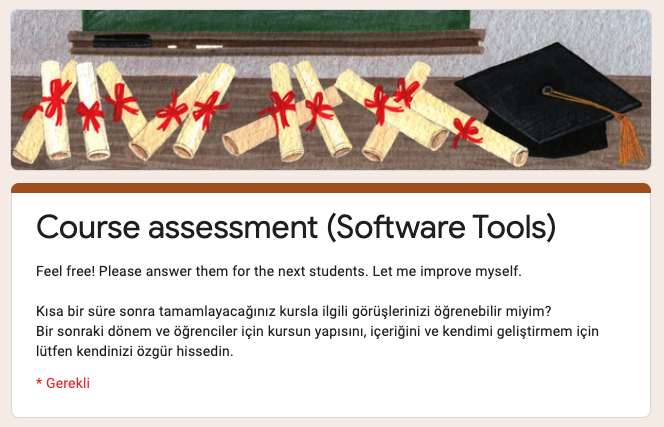 Course assessment (Software Tools)
Feel free! Please answer them for the next students. Let me improve myself.
Kısa bir süre sonra tamamlayacağınız kursla ilgili görüşlerinizi öğrenebilir miyim?
Bir sonraki dönem ve öğrenciler için kursun yapısını, içeriğini ve kendimi geliştirmem için
lütfen kendinizi özgür hissedin.
* Gerekli